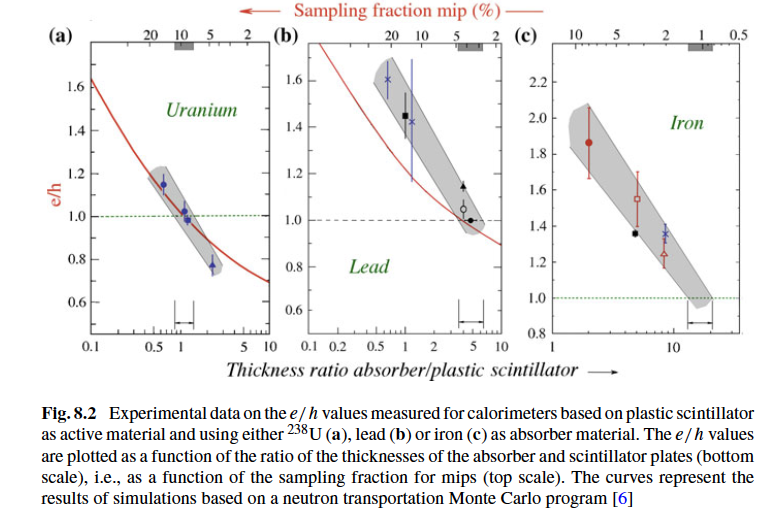 Sampling fraction mip (%)
(a) 20 10 5 2 (b) 20 10 5 2 (c) 10 5 2 1 0.5
Uranium
Lead
Iron
e/h
1.6
1.4
1.2
1.0
0.8
0.6
1.6
1.4
1.2
1.0
0.8
0.6
2.2
2.0
1.8
1.6
1.4
1.2
1.0
0.8
0.1 0.5 1 5 10 0.1 0.2 0.5 1 2 5 10 1 10
Thickness ratio absorber/plastic scintillator
Fig. 8.2 Experimental data on the e/h values measured for calorimeters based on plastic scintillator
as active material and using either ²³⁸U (a), lead (b) or iron (c) as absorber material. The e/h values
are plotted as a function of the ratio of the thicknesses of the absorber and scintillator plates (bottom
scale), i.e., as a function of the sampling fraction for mips (top scale). The curves represent the
results of simulations based on a neutron transportation Monte Carlo program [6]